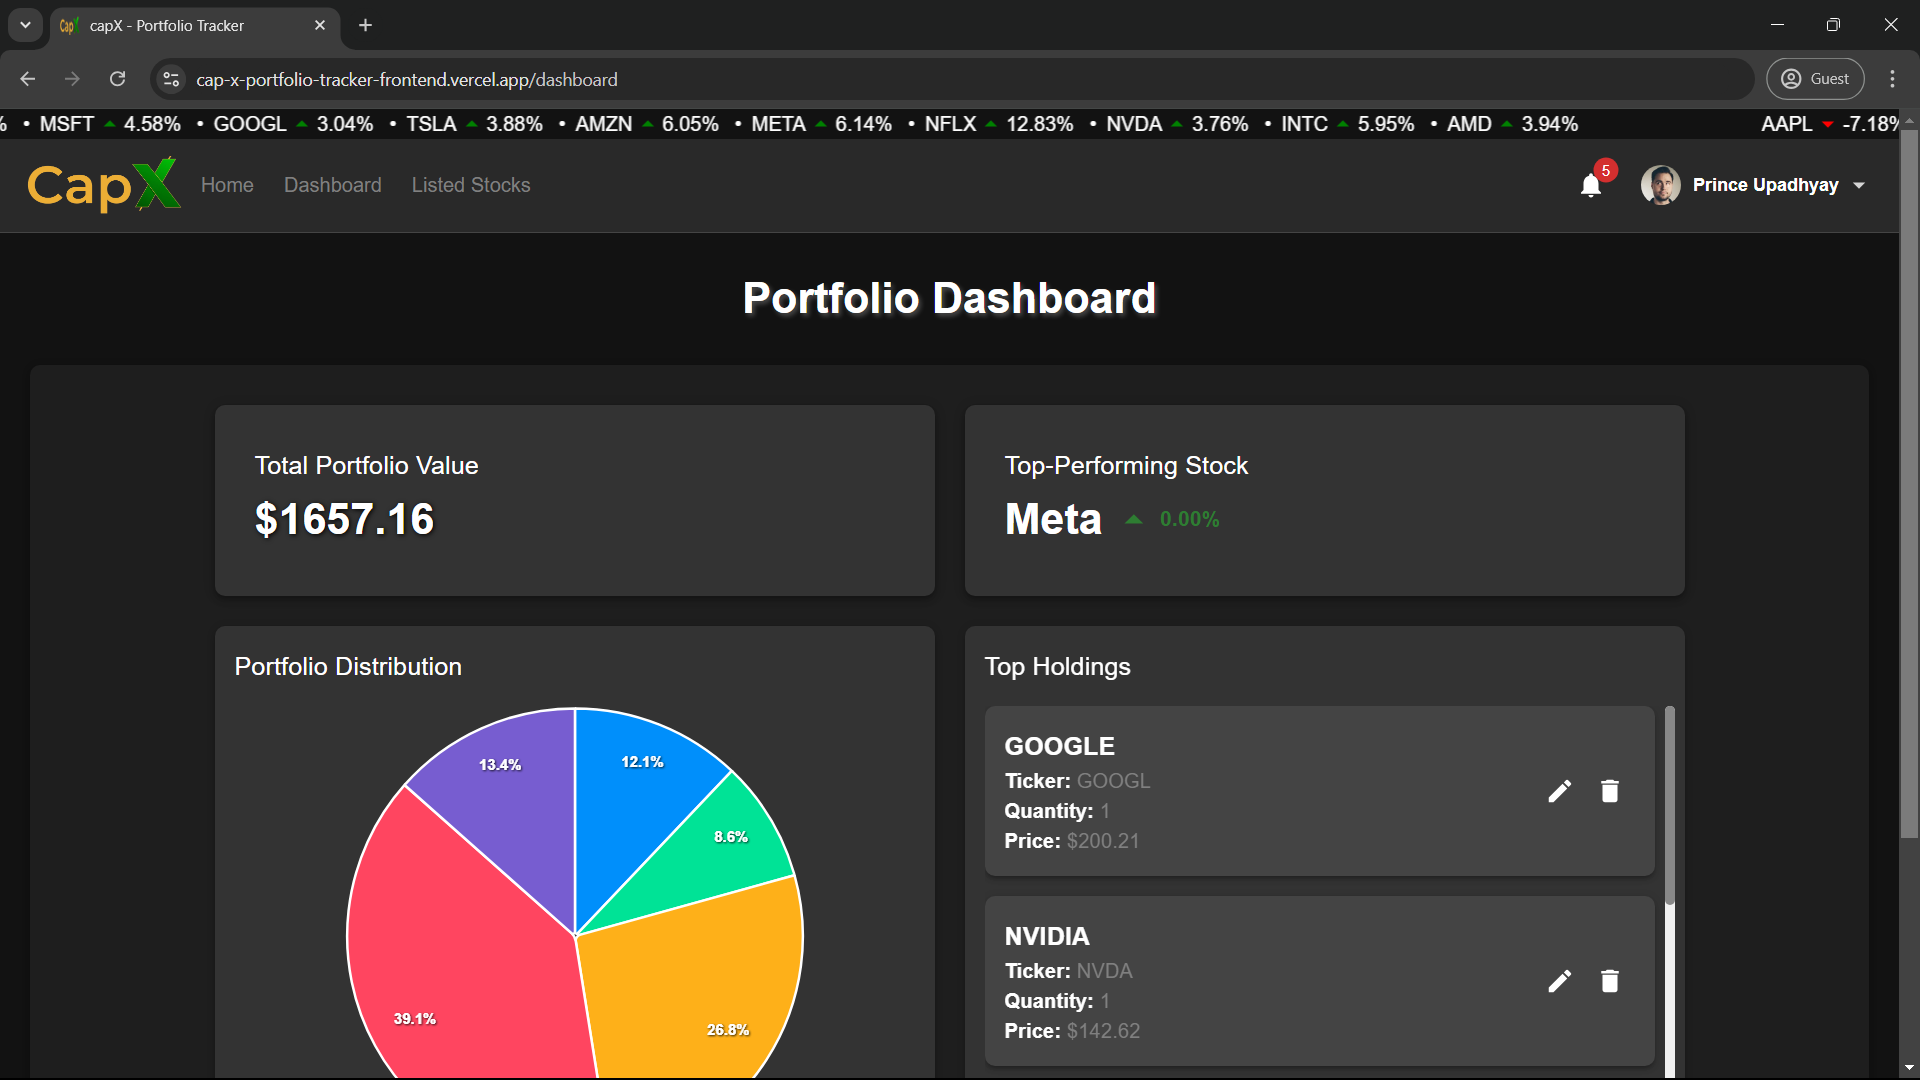 capX - Portfolio Tracker
cap-x-portfolio-tracker-frontend.vercel.app/dashboard
Guest
% • MSFT 4.58% • GOOGL 3.04% • TSLA 3.88% • AMZN 6.05% • META 6.14% • NFLX 12.83% • NVDA 3.76% • INTC 5.95% • AMD 3.94% AAPL -7.18%
CapX Home Dashboard Listed Stocks 5 Prince Upadhyay
Portfolio Dashboard
Total Portfolio Value
$1657.16
Top-Performing Stock
Meta 0.00%
Portfolio Distribution
13.4%
12.1%
8.6%
39.1%
26.8%
Top Holdings
GOOGLE
Ticker: GOOGL
Quantity: 1
Price: $200.21
NVIDIA
Ticker: NVDA
Quantity: 1
Price: $142.62